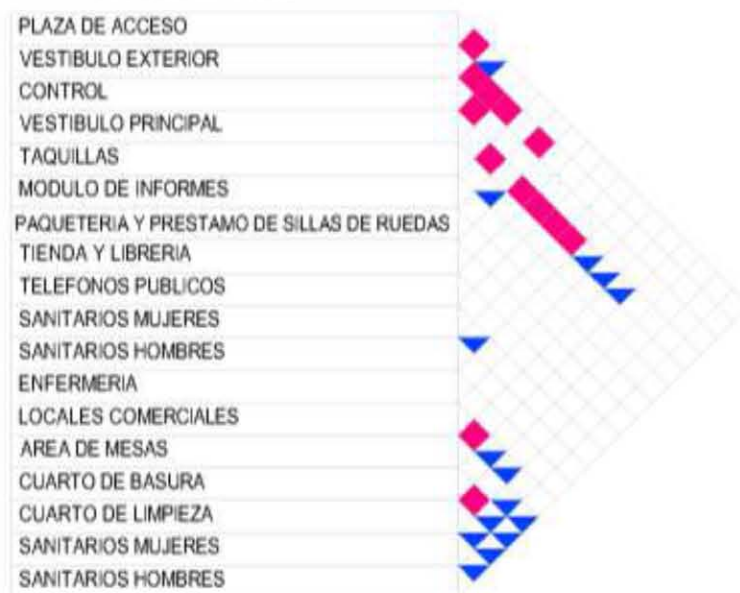 PLAZA DE ACCESO
VESTIBULO EXTERIOR
CONTROL
VESTIBULO PRINCIPAL
TAQUILLAS
MODULO DE INFORMES
PAQUETERIA Y PRESTAMO DE SILLAS DE RUEDAS
TIENDA Y LIBRERIA
TELEFONOS PUBLICOS
SANITARIOS MUJERES
SANITARIOS HOMBRES
ENFERMERIA
LOCALES COMERCIALES
AREA DE MESAS
CUARTO DE BASURA
CUARTO DE LIMPIEZA
SANITARIOS MUJERES
SANITARIOS HOMBRES